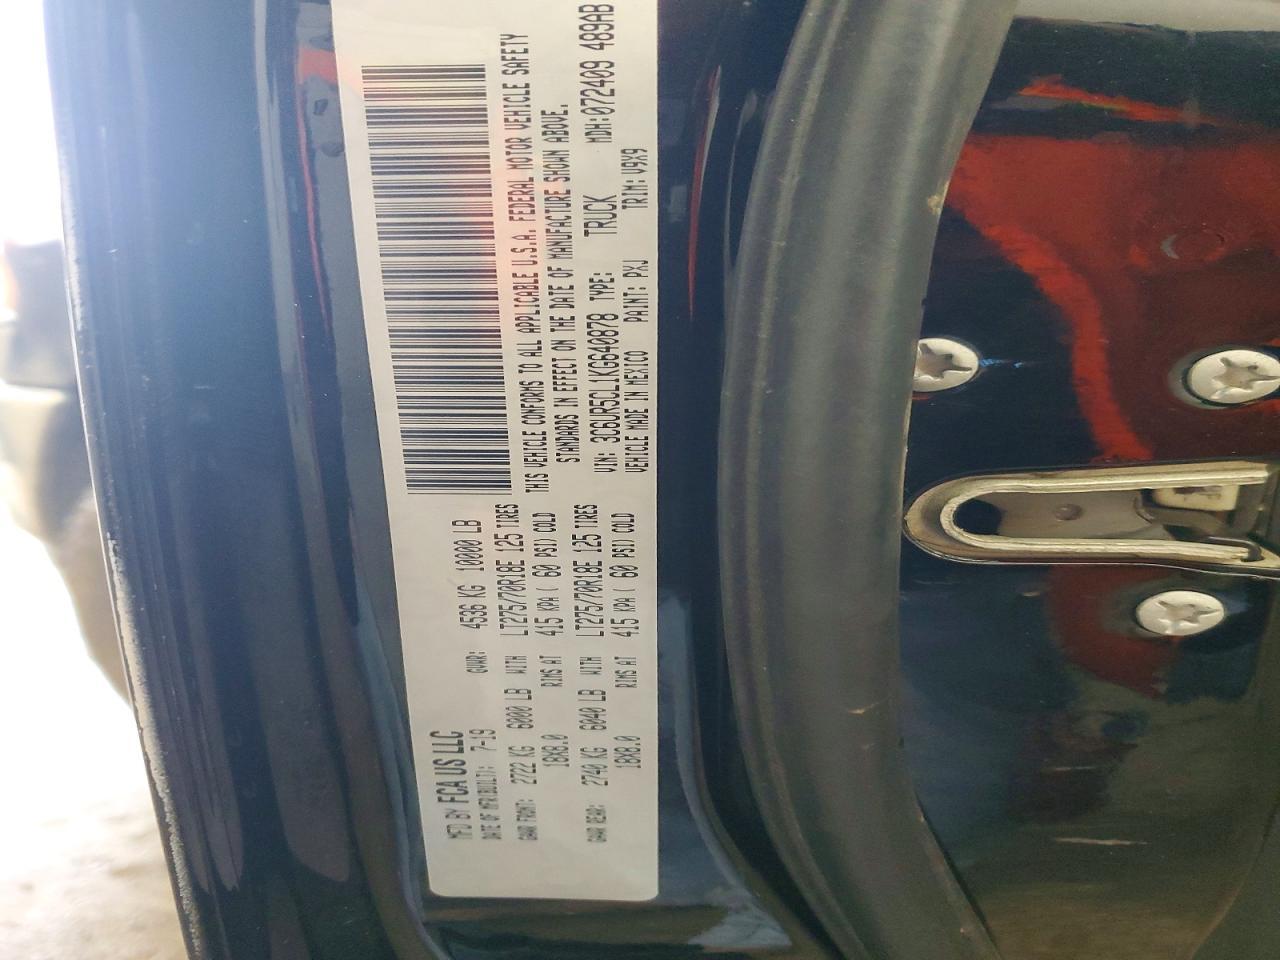 MFD BY FCA US LLC
DATE OF MFR(BUILT): 7-19 GVWR: 4536 KG 10000 LB
GAWR FRONT: 2722 KG 6000 LB WITH LT275/70R18E 125 TIRES
18X8.0 RIMS AT 415 KPA ( 60 PSI) COLD
GAWR REAR: 2740 KG 6040 LB WITH LT275/70R18E 125 TIRES
18X8.0 RIMS AT 415 KPA ( 60 PSI) COLD
THIS VEHICLE CONFORMS TO ALL APPLICABLE U.S.A. FEDERAL MOTOR VEHICLE SAFETY
STANDARDS IN EFFECT ON THE DATE OF MANUFACTURE SHOWN ABOVE.
VIN: 3C6UR5CL1KG640878 TYPE: TRUCK MDH:072409 489AB
VEHICLE MADE IN MEXICO PAINT: PXJ TRIM: V9X9